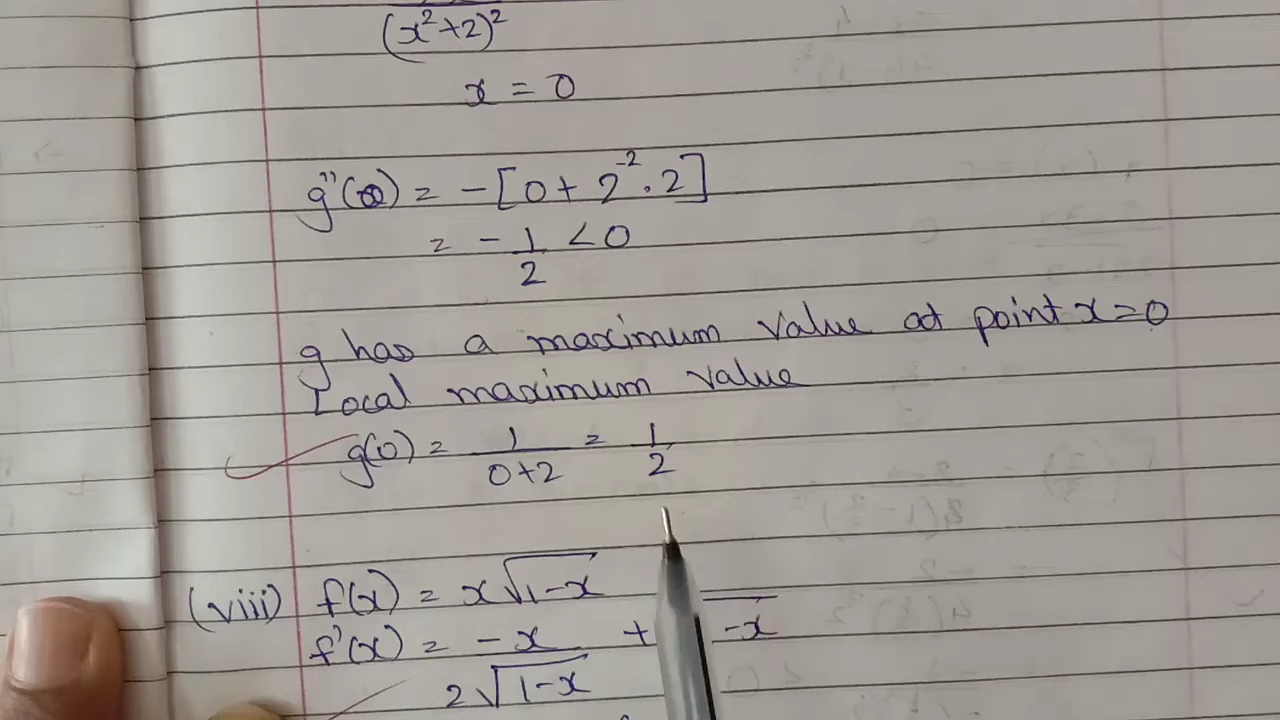 (x²+2)²
x = 0
g''(0) = -[0 + 2⁻² . 2]
= -1/2 < 0
g has a maximum value at point x = 0
Local maximum value
g(0) = 1/(0+2) = 1/2
(viii) f(x) = x√(1-x)
f'(x) = -x/(2√(1-x)) + -x